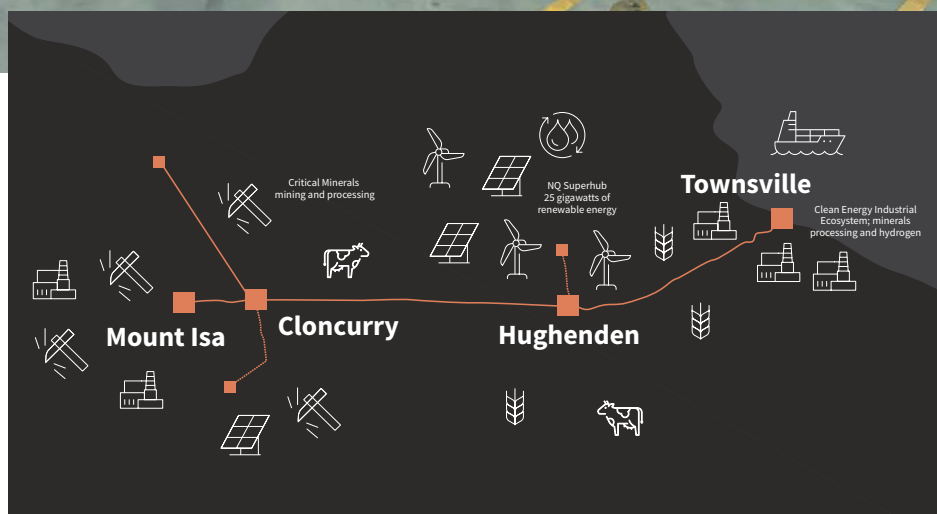 Critical Minerals
mining and processing
NQ Superhub
25 gigawatts of
renewable energy
Townsville
Clean Energy Industrial
Ecosystem; minerals
processing and hydrogen
Mount Isa
Cloncurry
Hughenden